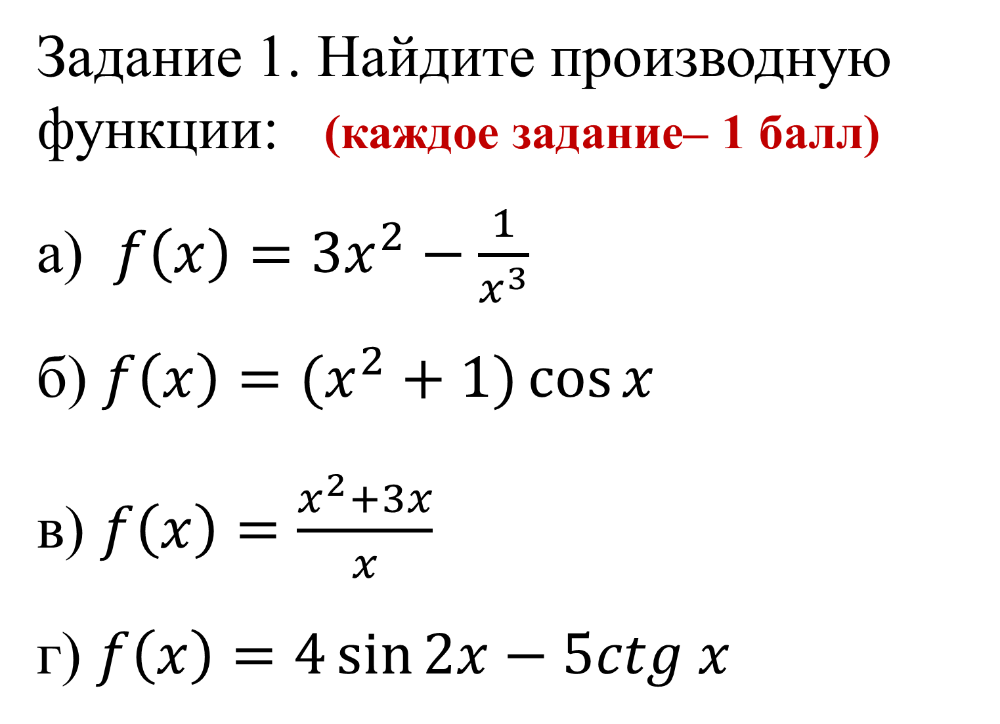 Задание 1. Найдите производную
функции: (каждое задание– 1 балл)
а) f(x) = 3x² − 1/x³
б) f(x) = (x² + 1) cos x
в) f(x) = (x²+3x)/x
г) f(x) = 4 sin 2x − 5ctg x